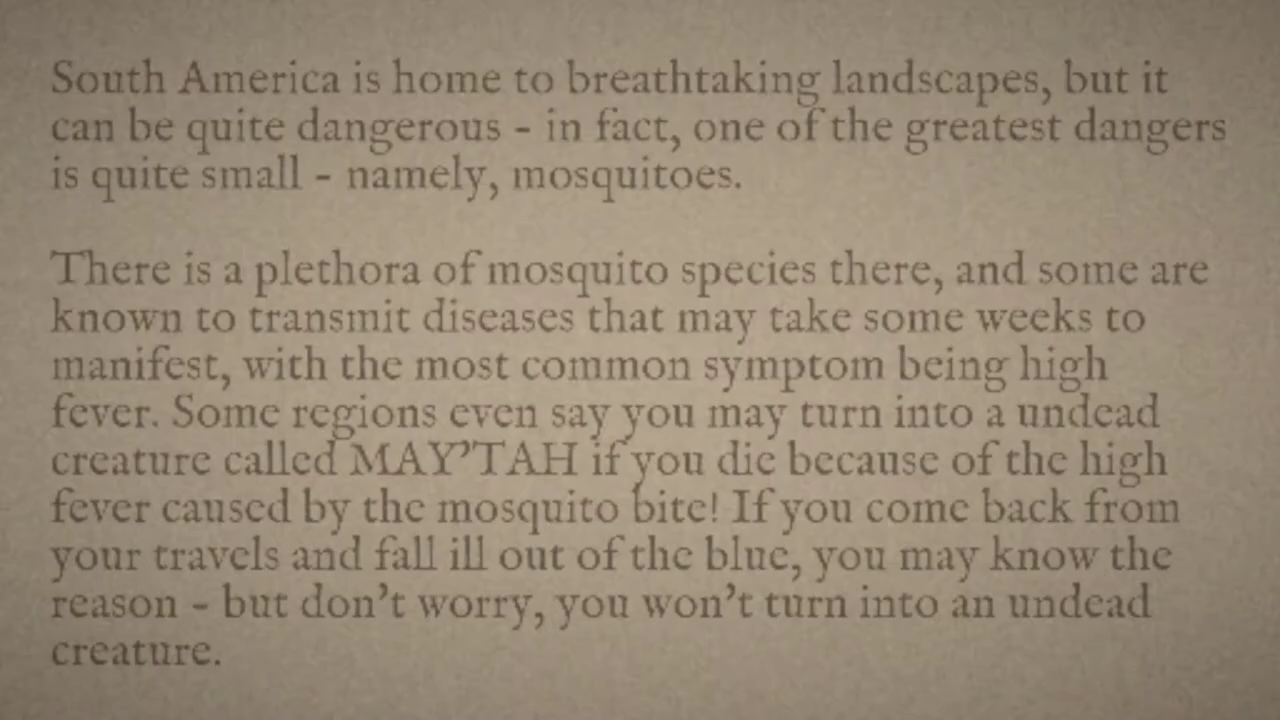 South America is home to breathtaking landscapes, but it
can be quite dangerous - in fact, one of the greatest dangers
is quite small - namely, mosquitoes.
There is a plethora of mosquito species there, and some are
known to transmit diseases that may take some weeks to
manifest, with the most common symptom being high
fever. Some regions even say you may turn into a undead
creature called MAY’TAH if you die because of the high
fever caused by the mosquito bite! If you come back from
your travels and fall ill out of the blue, you may know the
reason - but don’t worry, you won’t turn into an undead
creature.